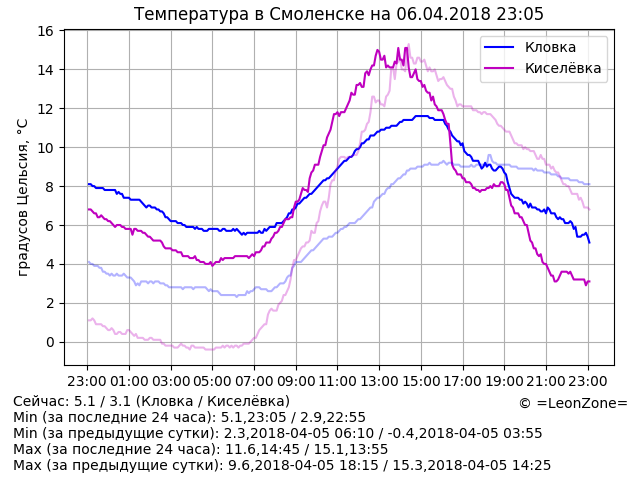 Температура в Смоленске на 06.04.2018 23:05
градусов Цельсия, °C
16
14
12
10
8
6
4
2
0
Кловка
Киселёвка
23:00 01:00 03:00 05:00 07:00 09:00 11:00 13:00 15:00 17:00 19:00 21:00 23:00
Сейчас: 5.1 / 3.1 (Кловка / Киселёвка)
© =LeonZone=
Min (за последние 24 часа): 5.1,23:05 / 2.9,22:55
Min (за предыдущие сутки): 2.3,2018-04-05 06:10 / -0.4,2018-04-05 03:55
Max (за последние 24 часа): 11.6,14:45 / 15.1,13:55
Max (за предыдущие сутки): 9.6,2018-04-05 18:15 / 15.3,2018-04-05 14:25